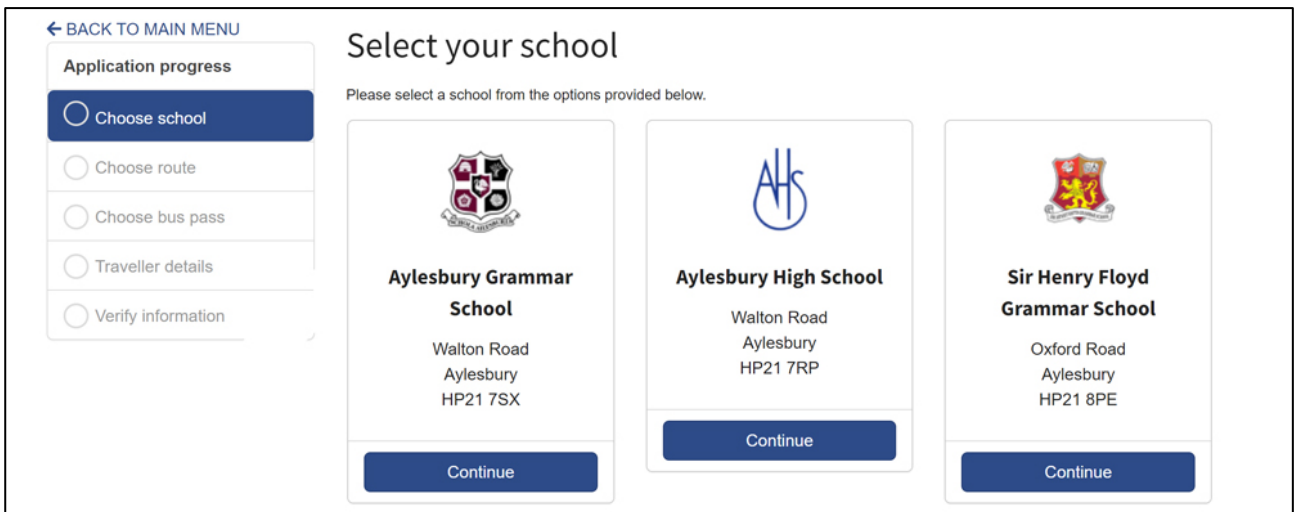 ← BACK TO MAIN MENU
Application progress
Choose school
Choose route
Choose bus pass
Traveller details
Verify information
Select your school
Please select a school from the options provided below.
Aylesbury Grammar
School
Walton Road
Aylesbury
HP21 7SX
Continue
AHS
Aylesbury High School
Walton Road
Aylesbury
HP21 7RP
Continue
Sir Henry Floyd
Grammar School
Oxford Road
Aylesbury
HP21 8PE
Continue